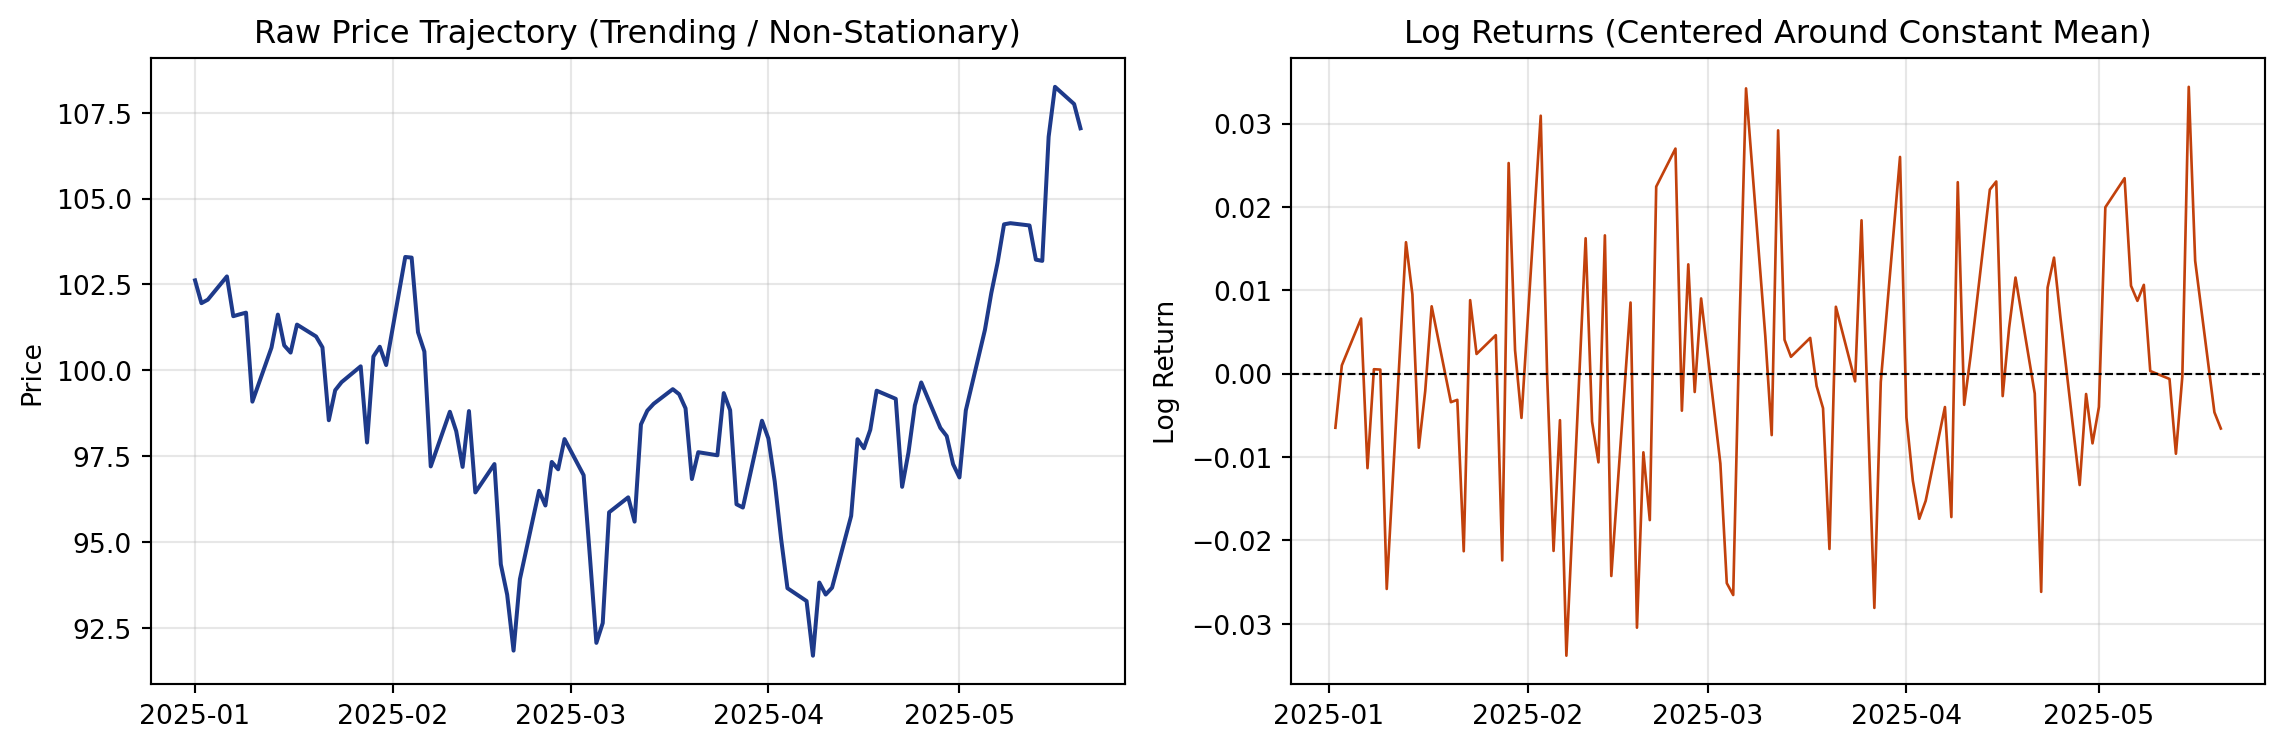 Raw Price Trajectory (Trending / Non-Stationary)
Price
107.5
105.0
102.5
100.0
97.5
95.0
92.5
2025-01 2025-02 2025-03 2025-04 2025-05
Log Returns (Centered Around Constant Mean)
Log Return
0.03
0.02
0.01
0.00
−0.01
−0.02
−0.03
2025-01 2025-02 2025-03 2025-04 2025-05